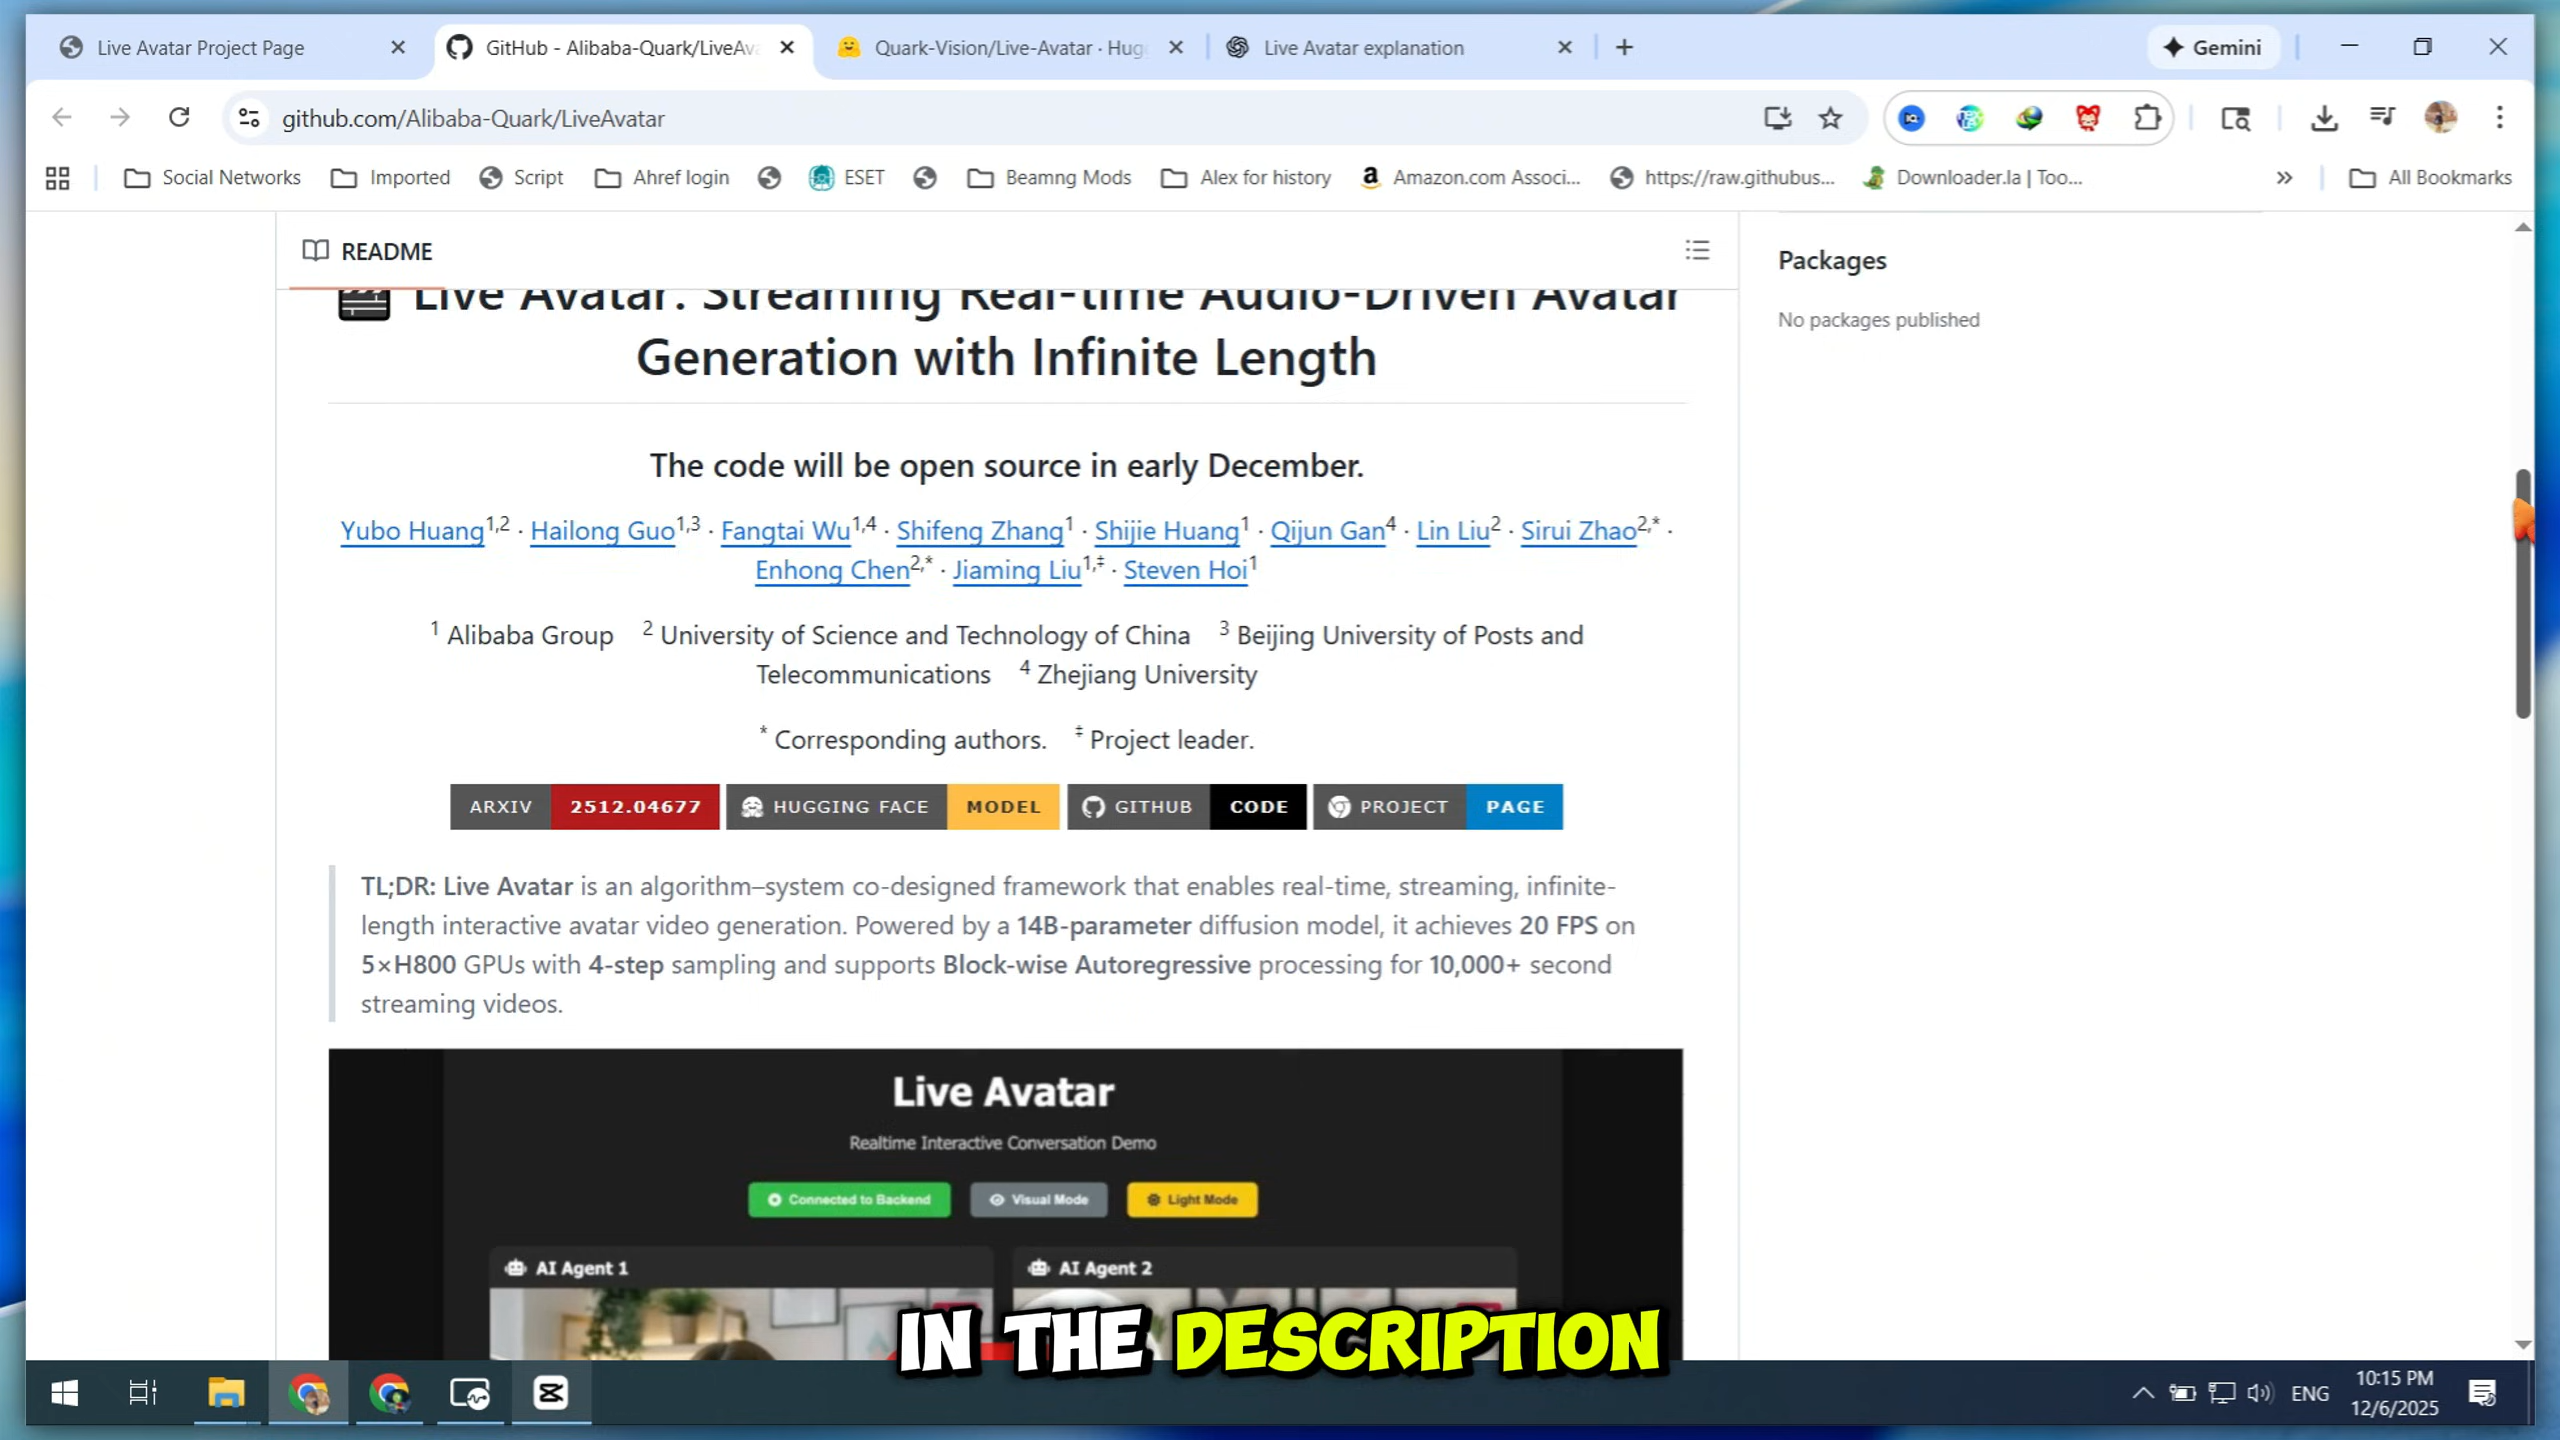 Live Avatar Project Page
GitHub - Alibaba-Quark/LiveAva
Quark-Vision/Live-Avatar · Hug
Live Avatar explanation
Gemini
github.com/Alibaba-Quark/LiveAvatar
Social Networks
Imported
Script
Ahref login
ESET
Beamng Mods
Alex for history
Amazon.com Associ...
https://raw.githubus...
Downloader.la | Too...
All Bookmarks
README
Packages
No packages published
Live Avatar: Streaming Real-time Audio-Driven Avatar
Generation with Infinite Length
The code will be open source in early December.
Yubo Huang1,2 · Hailong Guo1,3 · Fangtai Wu1,4 · Shifeng Zhang1 · Shijie Huang1 · Qijun Gan4 · Lin Liu2 · Sirui Zhao2,* ·
Enhong Chen2,* · Jiaming Liu1,‡ · Steven Hoi1
1 Alibaba Group 2 University of Science and Technology of China 3 Beijing University of Posts and
Telecommunications 4 Zhejiang University
* Corresponding authors. ‡ Project leader.
ARXIV 2512.04677 HUGGING FACE MODEL GITHUB CODE PROJECT PAGE
TL;DR: Live Avatar is an algorithm–system co-designed framework that enables real-time, streaming, infinite-
length interactive avatar video generation. Powered by a 14B-parameter diffusion model, it achieves 20 FPS on
5×H800 GPUs with 4-step sampling and supports Block-wise Autoregressive processing for 10,000+ second
streaming videos.
Live Avatar
Realtime Interactive Conversation Demo
Connected to Backend
Visual Mode
Light Mode
AI Agent 1
AI Agent 2
IN THE DESCRIPTION
ENG
10:15 PM
12/6/2025